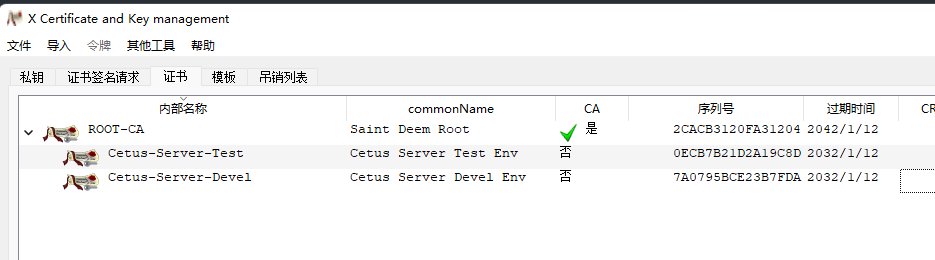 X Certificate and Key management
文件 导入 令牌 其他工具 帮助
私钥 证书签名请求 证书 模板 吊销列表
内部名称 commonName CA 序列号 过期时间
ROOT-CA Saint Deem Root 是 2CACB3120FA31204 2042/1/12
Cetus-Server-Test Cetus Server Test Env 否 0ECB7B21D2A19C8D 2032/1/12
Cetus-Server-Devel Cetus Server Devel Env 否 7A0795BCE23B7FDA 2032/1/12